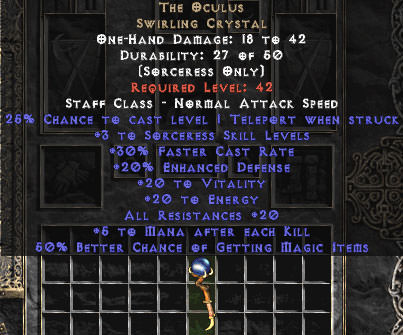 The Oculus
Swirling Crystal
One-Hand Damage: 18 to 42
Durability: 27 of 50
(Sorceress Only)
Required Level: 42
Staff Class - Normal Attack Speed
25% Chance to cast level 1 Teleport when struck
+3 to Sorceress Skill Levels
+30% Faster Cast Rate
+20% Enhanced Defense
+20 to Vitality
+20 to Energy
All Resistances +20
+5 to Mana after each Kill
50% Better Chance of Getting Magic Items